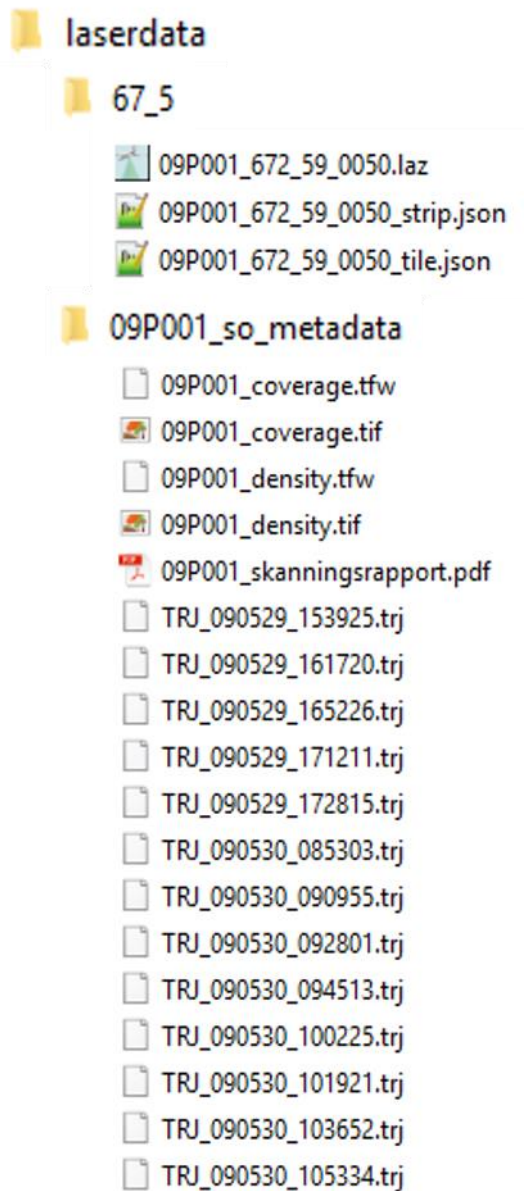 laserdata
67_5
09P001_672_59_0050.laz
09P001_672_59_0050_strip.json
09P001_672_59_0050_tile.json
09P001_so_metadata
09P001_coverage.tfw
09P001_coverage.tif
09P001_density.tfw
09P001_density.tif
09P001_skanningsrapport.pdf
TRJ_090529_153925.trj
TRJ_090529_161720.trj
TRJ_090529_165226.trj
TRJ_090529_171211.trj
TRJ_090529_172815.trj
TRJ_090530_085303.trj
TRJ_090530_090955.trj
TRJ_090530_092801.trj
TRJ_090530_094513.trj
TRJ_090530_100225.trj
TRJ_090530_101921.trj
TRJ_090530_103652.trj
TRJ_090530_105334.trj